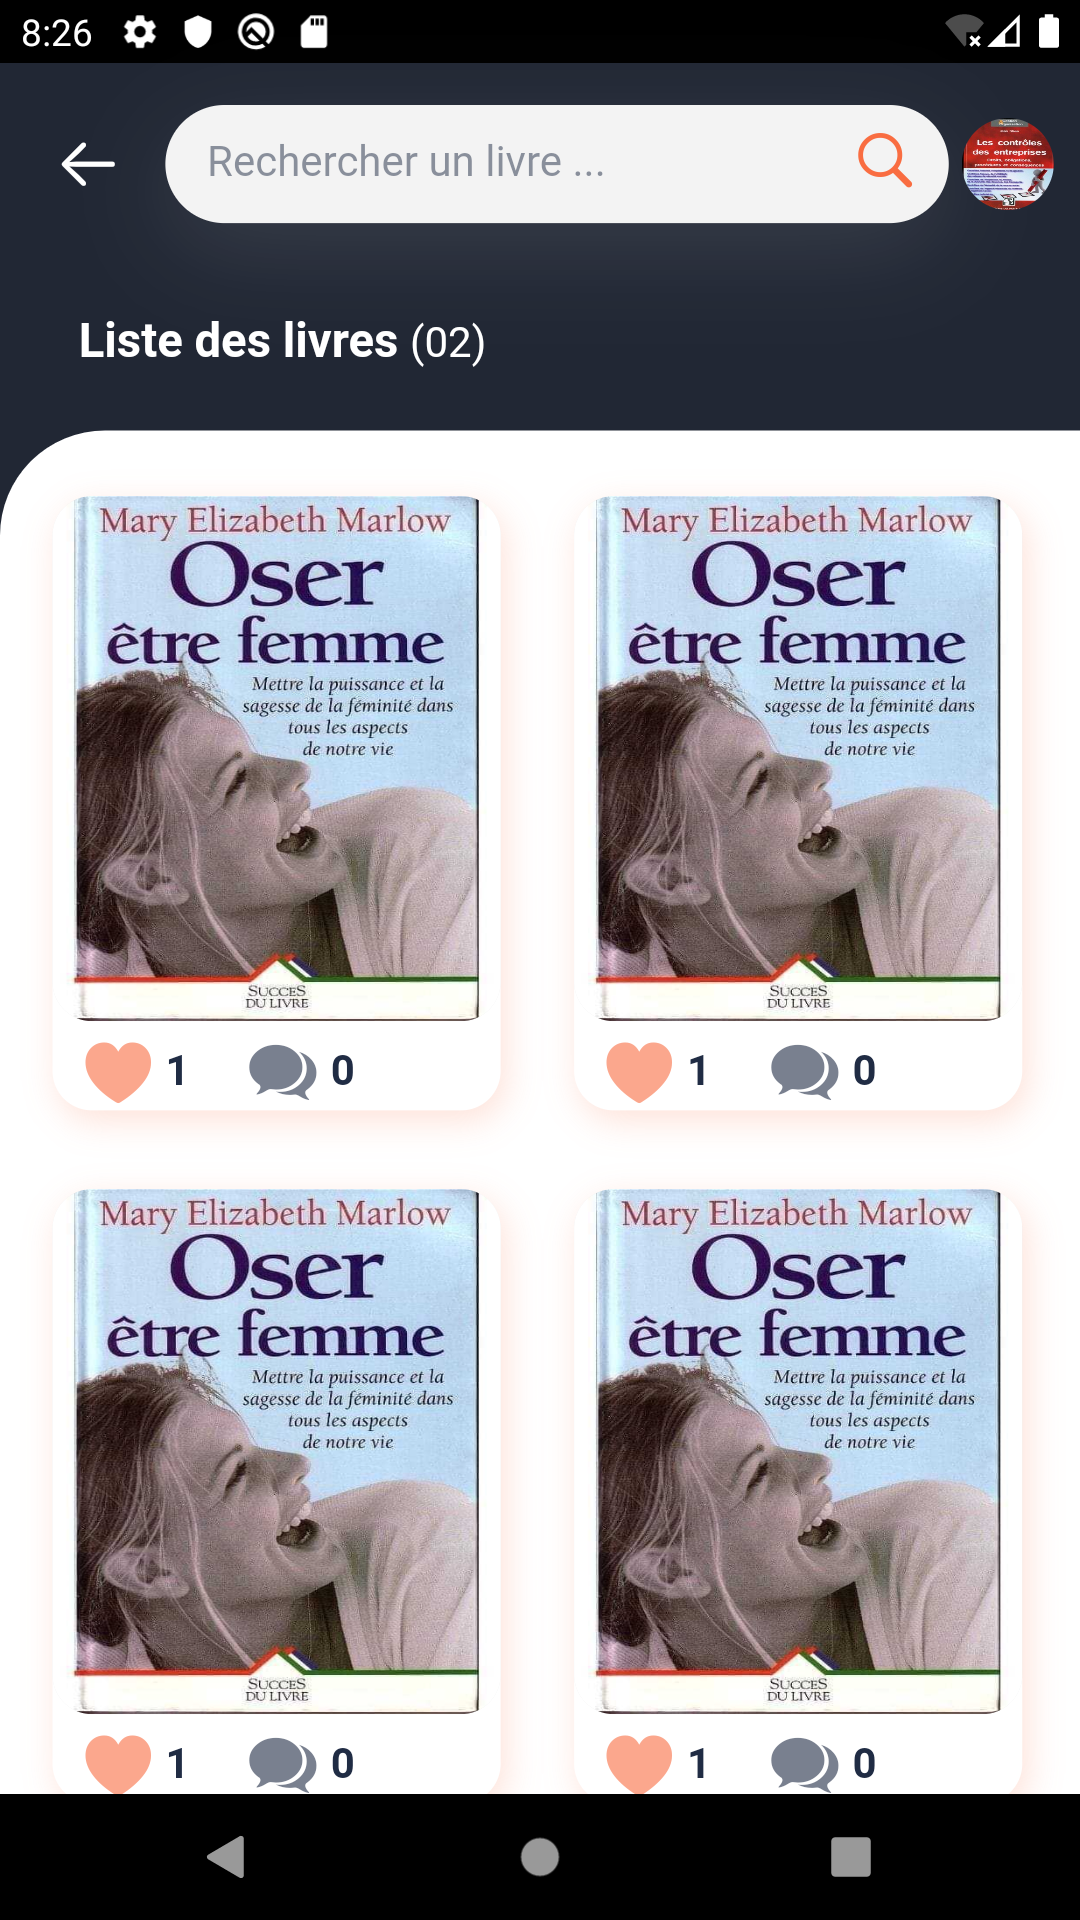 8:26
Rechercher un livre ...
Les contrôles
des entreprises
Liste des livres (02)
Mary Elizabeth Marlow
Oser
être femme
Mettre la puissance et la
sagesse de la féminité dans
tous les aspects
de notre vie
SUCCES
DU LIVRE
1 0
Mary Elizabeth Marlow
Oser
être femme
Mettre la puissance et la
sagesse de la féminité dans
tous les aspects
de notre vie
SUCCES
DU LIVRE
1 0
Mary Elizabeth Marlow
Oser
être femme
Mettre la puissance et la
sagesse de la féminité dans
tous les aspects
de notre vie
SUCCES
DU LIVRE
1 0
Mary Elizabeth Marlow
Oser
être femme
Mettre la puissance et la
sagesse de la féminité dans
tous les aspects
de notre vie
SUCCES
DU LIVRE
1 0